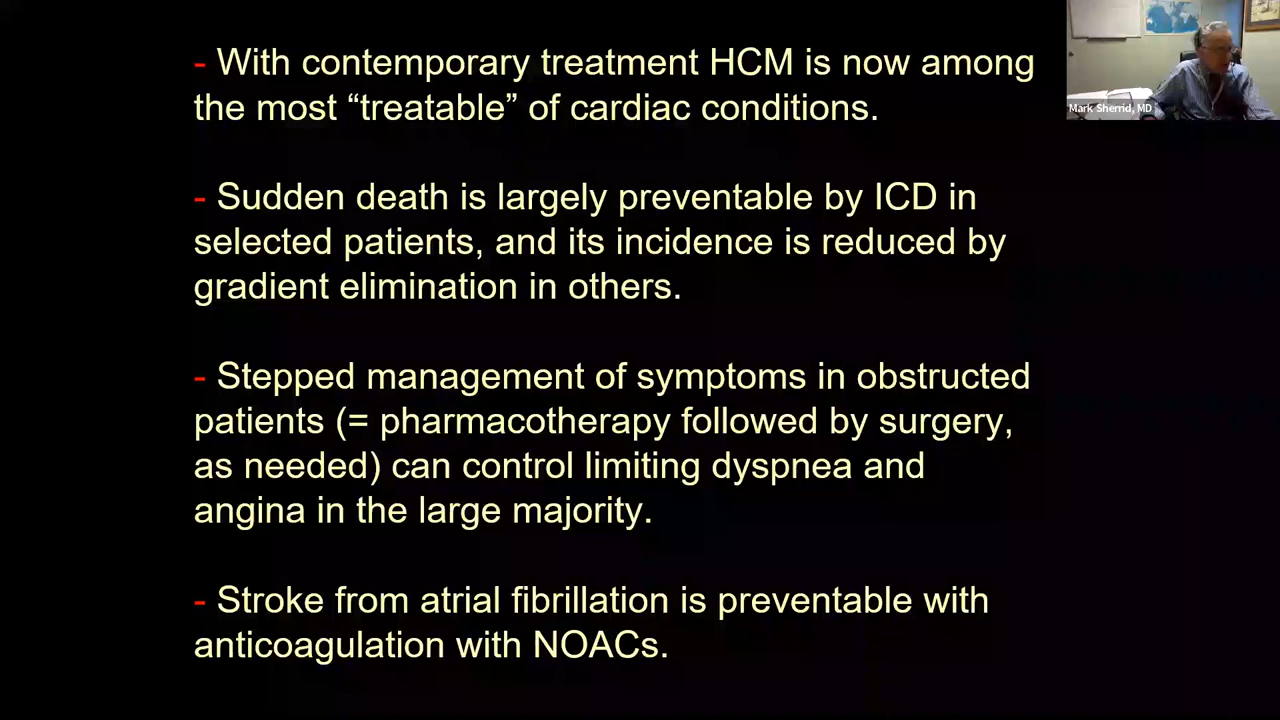 - With contemporary treatment HCM is now among
the most “treatable” of cardiac conditions.
- Sudden death is largely preventable by ICD in
selected patients, and its incidence is reduced by
gradient elimination in others.
- Stepped management of symptoms in obstructed
patients (= pharmacotherapy followed by surgery,
as needed) can control limiting dyspnea and
angina in the large majority.
- Stroke from atrial fibrillation is preventable with
anticoagulation with NOACs.
Mark Sherrid, MD